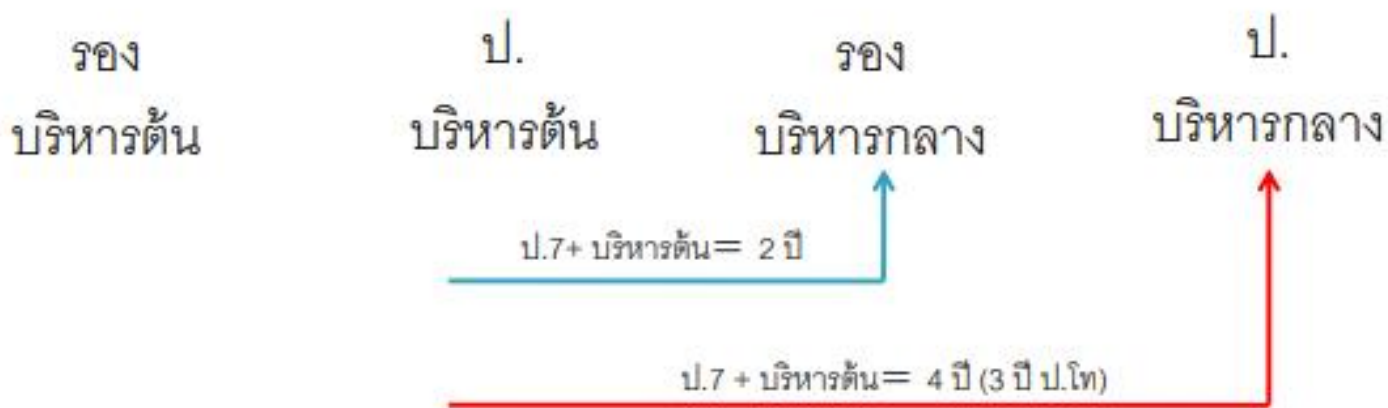 รอง
บริหารต้น
ป.
บริหารต้น
รอง
บริหารกลาง
ป.
บริหารกลาง
ป.7+ บริหารต้น= 2 ปี
ป.7 + บริหารต้น= 4 ปี (3 ปี ป.โท)